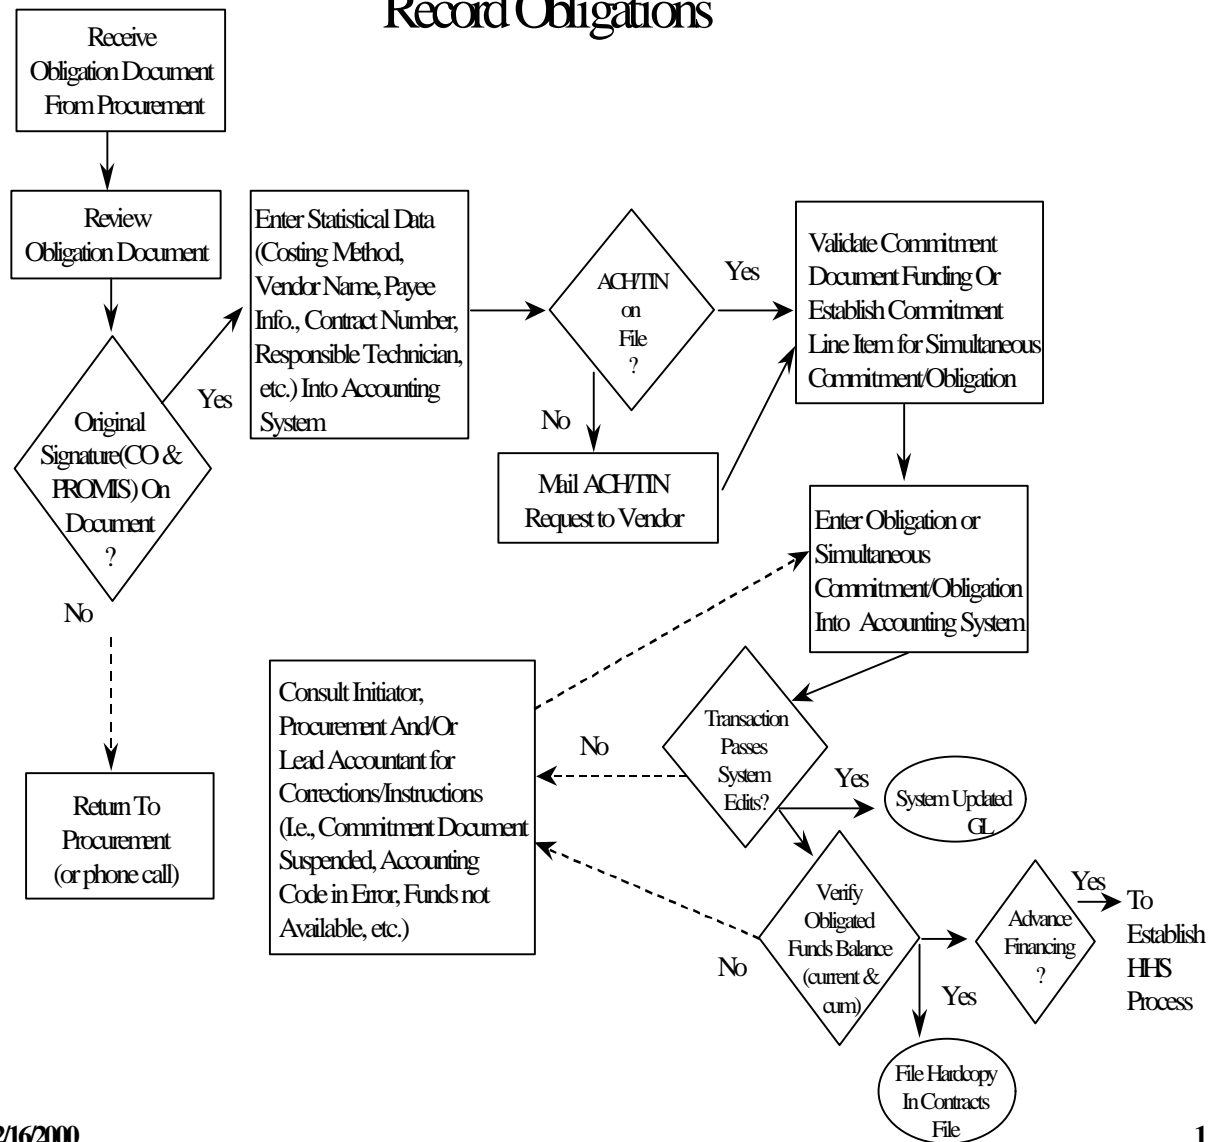 Record Obligations
Receive
Obligation Document
From Procurement
Review
Obligation Document
Original
Signature(CO &
PROMIS) On
Document
?
Yes
No
Return To
Procurement
(or phone call)
Enter Statistical Data
(Costing Method,
Vendor Name, Payee
Info., Contract Number,
Responsible Technician,
etc.) Into Accounting
System
ACH/TIN
on
File
?
Yes
No
Mail ACH/TIN
Request to Vendor
Validate Commitment
Document Funding Or
Establish Commitment
Line Item for Simultaneous
Commitment/Obligation
Enter Obligation or
Simultaneous
Commitment/Obligation
Into Accounting System
Transaction
Passes
System
Edits?
No
Yes
System Updated
GL
Consult Initiator,
Procurement And/Or
Lead Accountant for
Corrections/Instructions
(I.e., Commitment Document
Suspended, Accounting
Code in Error, Funds not
Available, etc.)
Verify
Obligated
Funds Balance
(current &
cum)
No
Yes
Advance
Financing
?
Yes
To
Establish
HHS
Process
File Hardcopy
In Contracts
File
2/16/2000
1